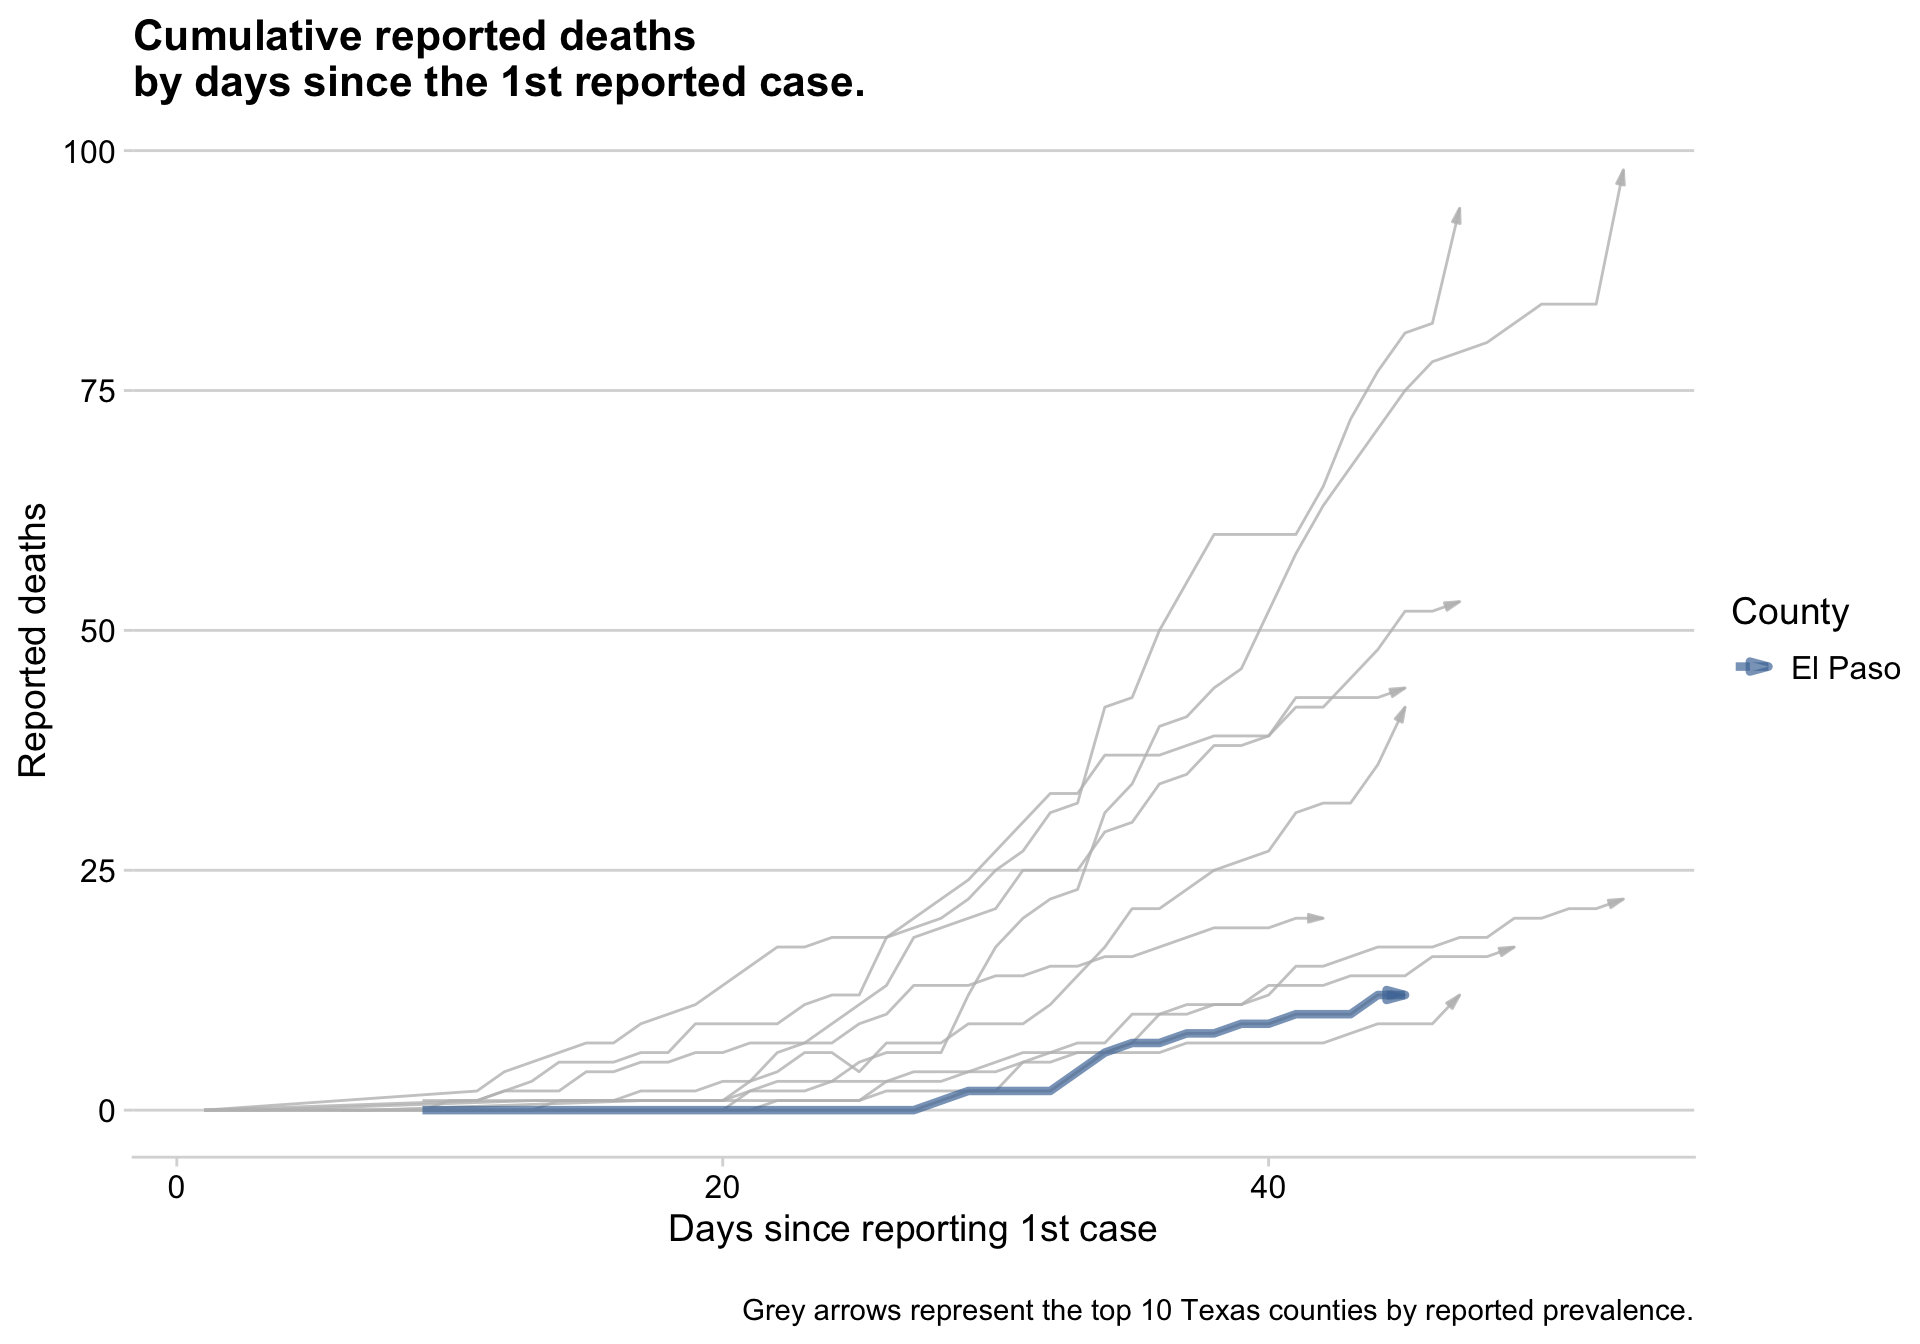 Cumulative reported deaths
by days since the 1st reported case.
100
75
50
25
0
Reported deaths
0 20 40
Days since reporting 1st case
County
El Paso
Grey arrows represent the top 10 Texas counties by reported prevalence.